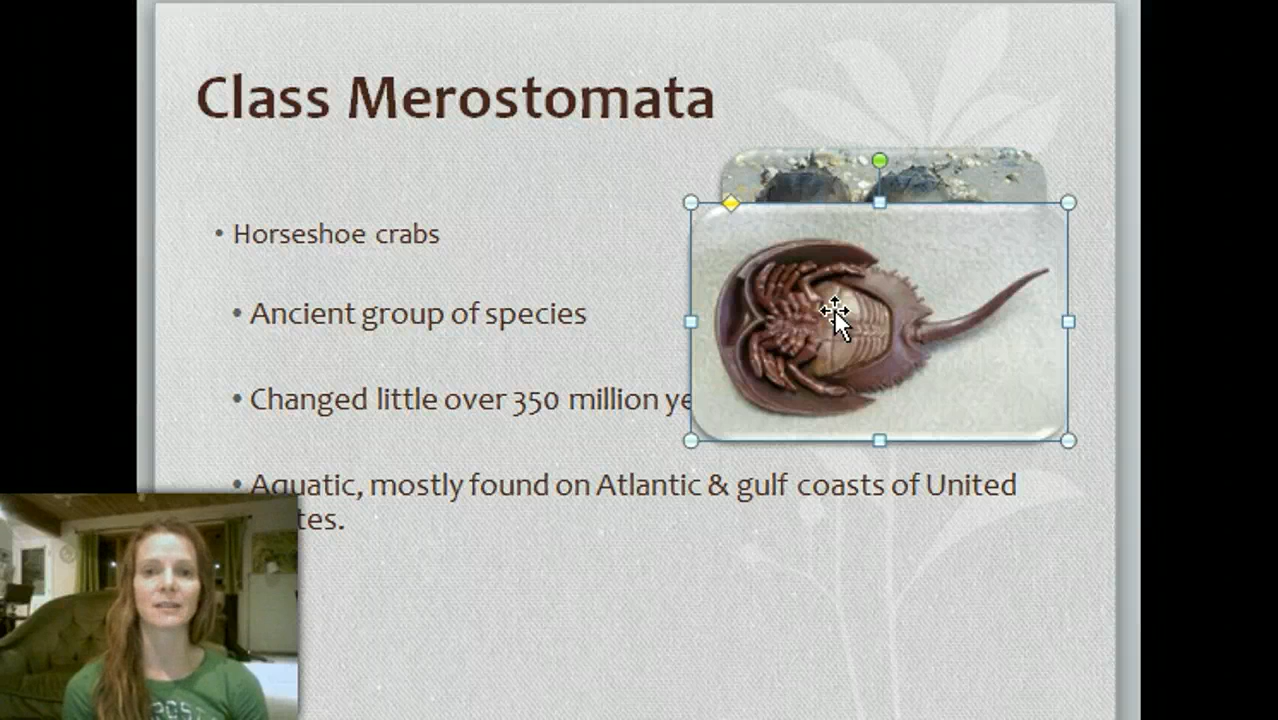 Class Merostomata
• Horseshoe crabs
• Ancient group of species
• Changed little over 350 million ye
• Aquatic, mostly found on Atlantic & gulf coasts of United
tes.